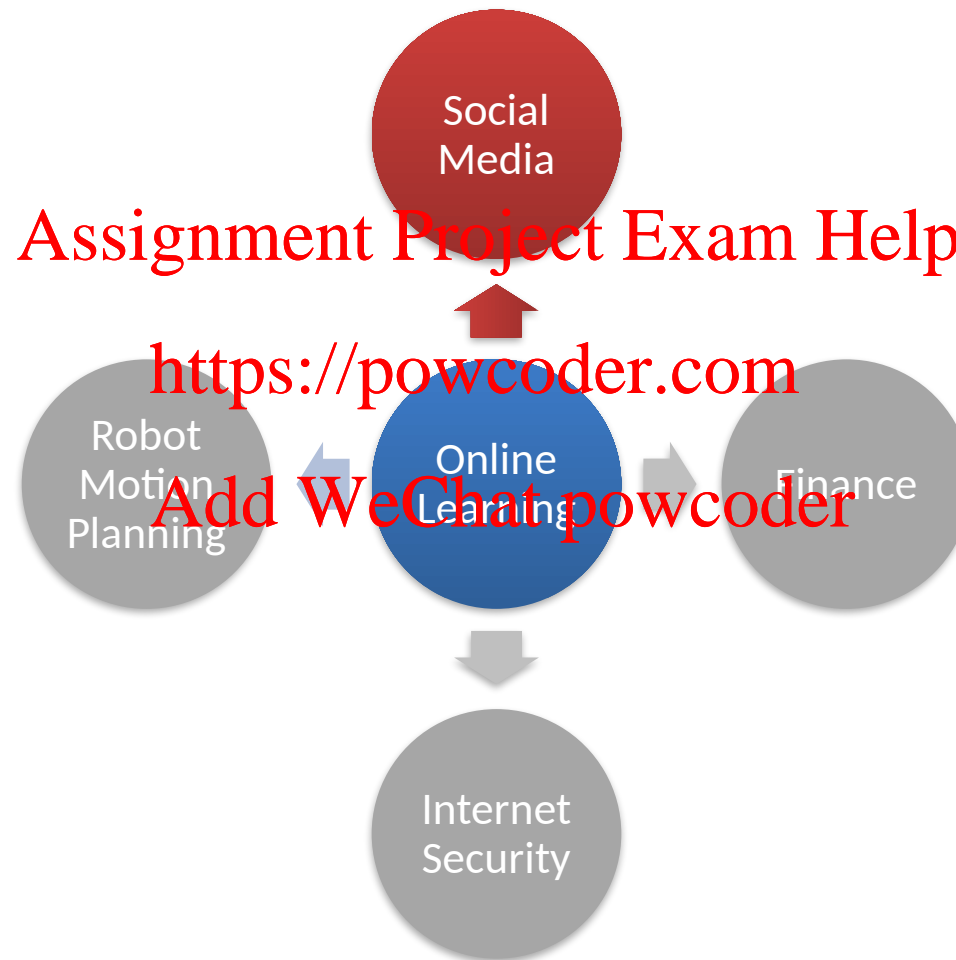 Social
Media
Assignment Project Exam Help
https://powcoder.com
Robot
Motion
Planning
Online
Learning
Finance
Add WeChat powcoder
Internet
Security